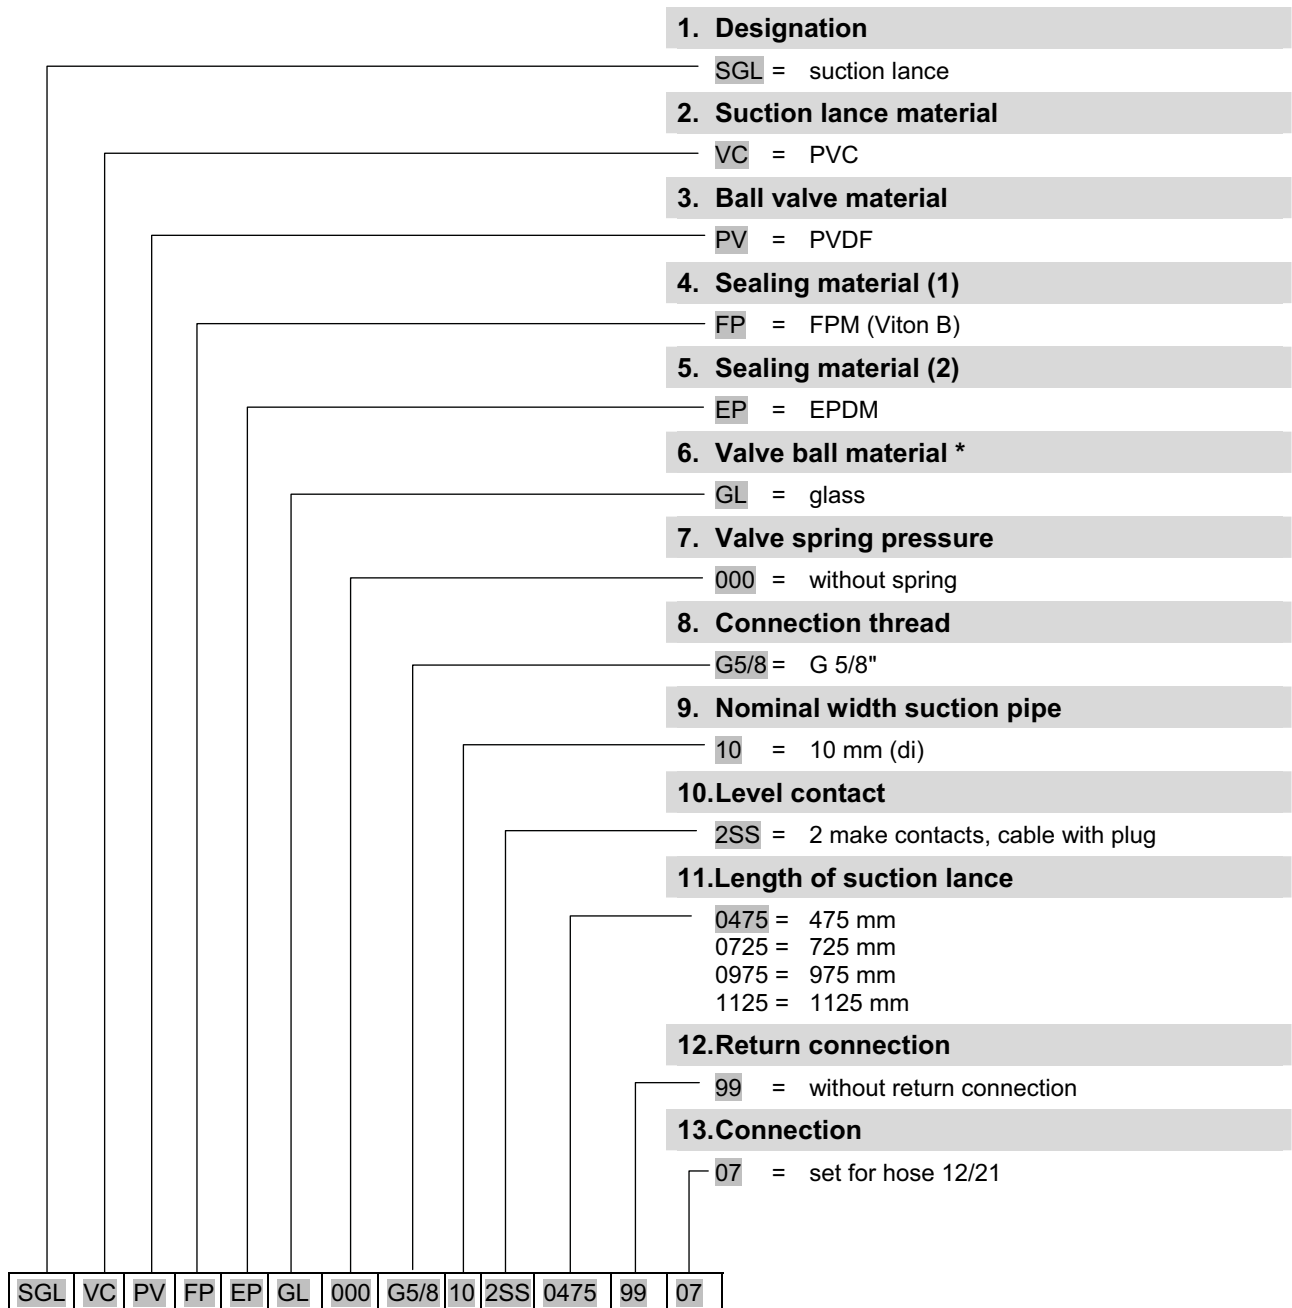 1. Designation
SGL = suction lance
2. Suction lance material
VC = PVC
3. Ball valve material
PV = PVDF
4. Sealing material (1)
FP = FPM (Viton B)
5. Sealing material (2)
EP = EPDM
6. Valve ball material *
GL = glass
7. Valve spring pressure
000 = without spring
8. Connection thread
G5/8 = G 5/8"
9. Nominal width suction pipe
10 = 10 mm (di)
10.Level contact
2SS = 2 make contacts, cable with plug
11.Length of suction lance
0475 = 475 mm
0725 = 725 mm
0975 = 975 mm
1125 = 1125 mm
12.Return connection
99 = without return connection
13.Connection
07 = set for hose 12/21
SGL VC PV FP EP GL 000 G5/8 10 2SS 0475 99 07